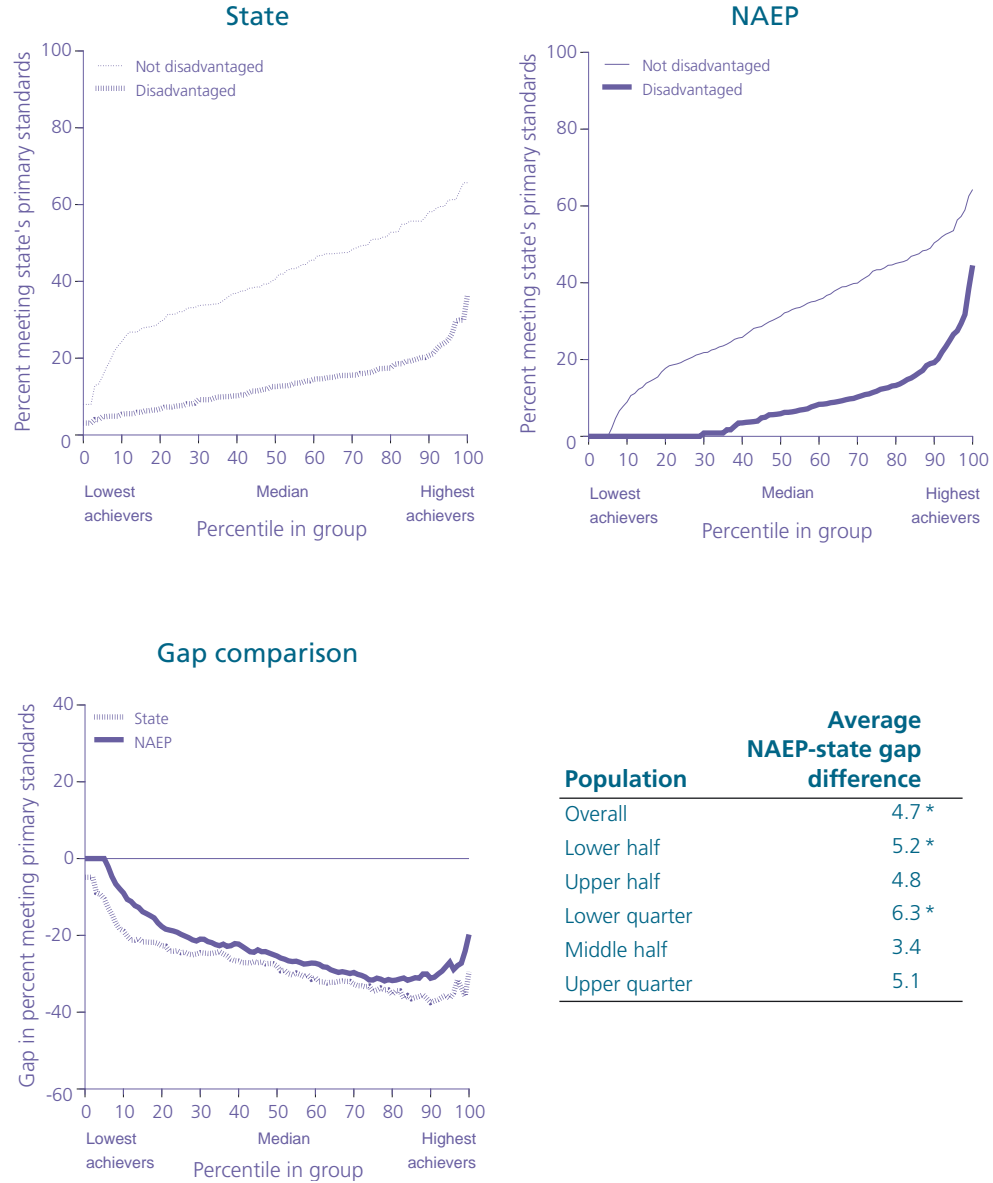 State
Percent meeting state's primary standards
100
80
60
40
20
0
Not disadvantaged
Disadvantaged
0 10 20 30 40 50 60 70 80 90 100
Lowest achievers
Median
Highest achievers
Percentile in group
NAEP
Percent meeting state's primary standards
100
80
60
40
20
0
Not disadvantaged
Disadvantaged
0 10 20 30 40 50 60 70 80 90 100
Lowest achievers
Median
Highest achievers
Percentile in group
Gap comparison
Gap in percent meeting primary standards
40
20
0
-20
-40
-60
State
NAEP
0 10 20 30 40 50 60 70 80 90 100
Lowest achievers
Median
Highest achievers
Percentile in group
Average
NAEP-state gap
Population difference
Overall 4.7 *
Lower half 5.2 *
Upper half 4.8
Lower quarter 6.3 *
Middle half 3.4
Upper quarter 5.1